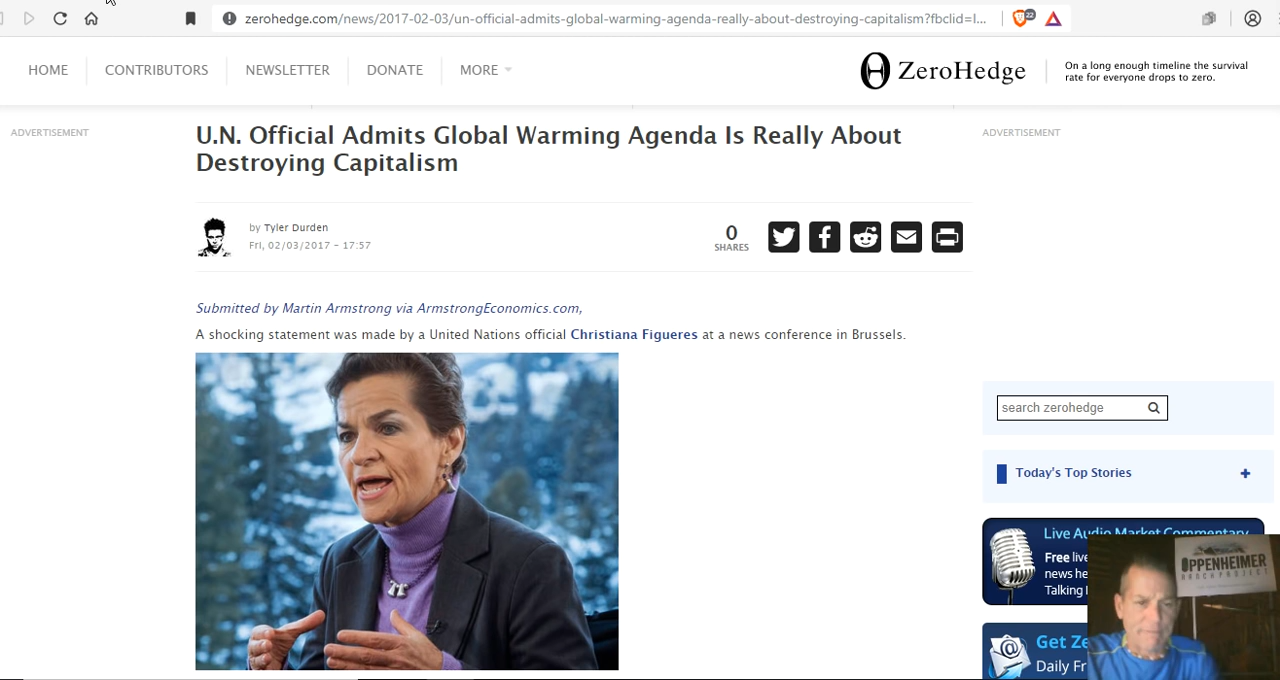 zerohedge.com/news/2017-02-03/un-official-admits-global-warming-agenda-really-about-destroying-capitalism?fbclid=I...
22
HOME
CONTRIBUTORS
NEWSLETTER
DONATE
MORE
ZeroHedge
On a long enough timeline the survival
rate for everyone drops to zero.
ADVERTISEMENT
U.N. Official Admits Global Warming Agenda Is Really About
Destroying Capitalism
ADVERTISEMENT
by Tyler Durden
Fri, 02/03/2017 - 17:57
0
SHARES
Submitted by Martin Armstrong via ArmstrongEconomics.com,
A shocking statement was made by a United Nations official Christiana Figueres at a news conference in Brussels.
search zerohedge
Today's Top Stories
+
Live Audio Market Commentary
Free live
news he
Talking
OPPENHEIMER
RANCH PROJECT
Get Ze
Daily Fr